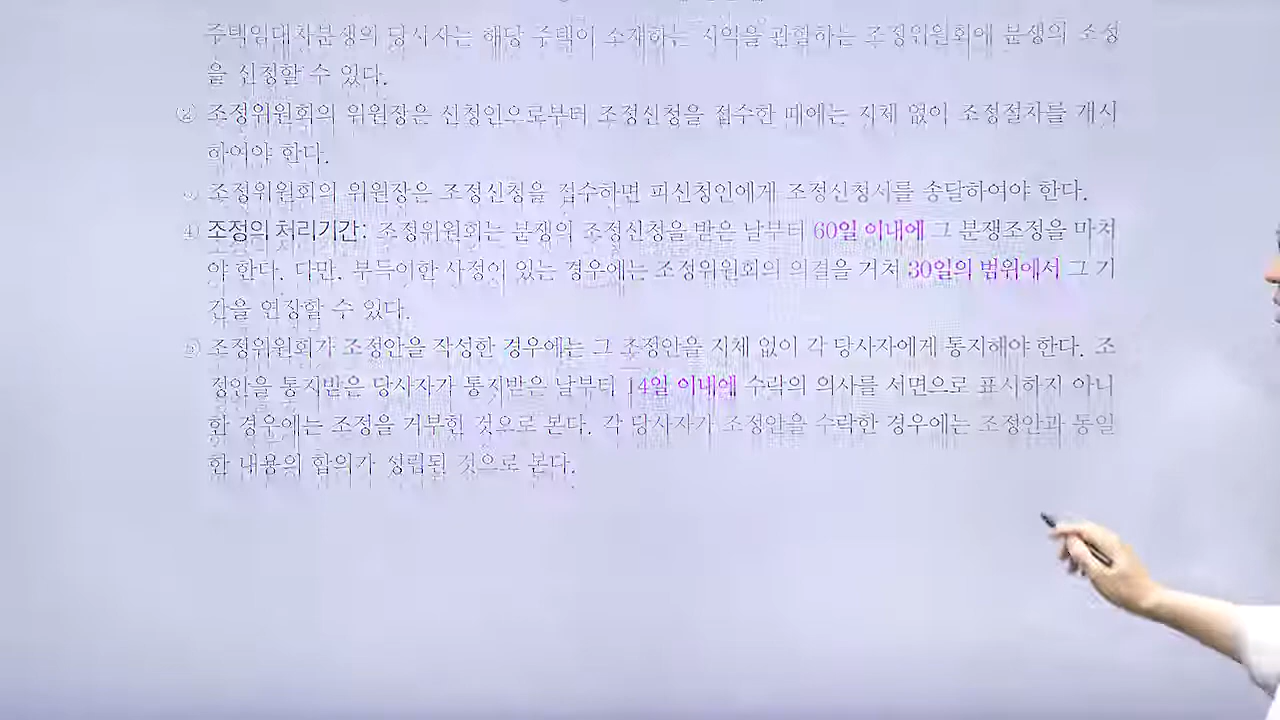 주택임대차분쟁의 당사자는 해당 주택이 소재하는 지역을 관할하는 조정위원회에 분쟁의 조정
을 신청할 수 있다.
② 조정위원회의 위원장은 신청인으로부터 조정신청을 접수한 때에는 지체 없이 조정절차를 개시
하여야 한다.
③ 조정위원회의 위원장은 조정신청을 접수하면 피신청인에게 조정신청서를 송달하여야 한다.
④ 조정의 처리기간: 조정위원회는 분쟁의 조정신청을 받은 날부터 60일 이내에 그 분쟁조정을 마쳐
야 한다. 다만, 부득이한 사정이 있는 경우에는 조정위원회의 의결을 거쳐 30일의 범위에서 그 기
간을 연장할 수 있다.
⑤ 조정위원회가 조정안을 작성한 경우에는 그 조정안을 지체 없이 각 당사자에게 통지해야 한다. 조
정안을 통지받은 당사자가 통지받은 날부터 14일 이내에 수락의 의사를 서면으로 표시하지 아니
한 경우에는 조정을 거부한 것으로 본다. 각 당사자가 조정안을 수락한 경우에는 조정안과 동일
한 내용의 합의가 성립된 것으로 본다.